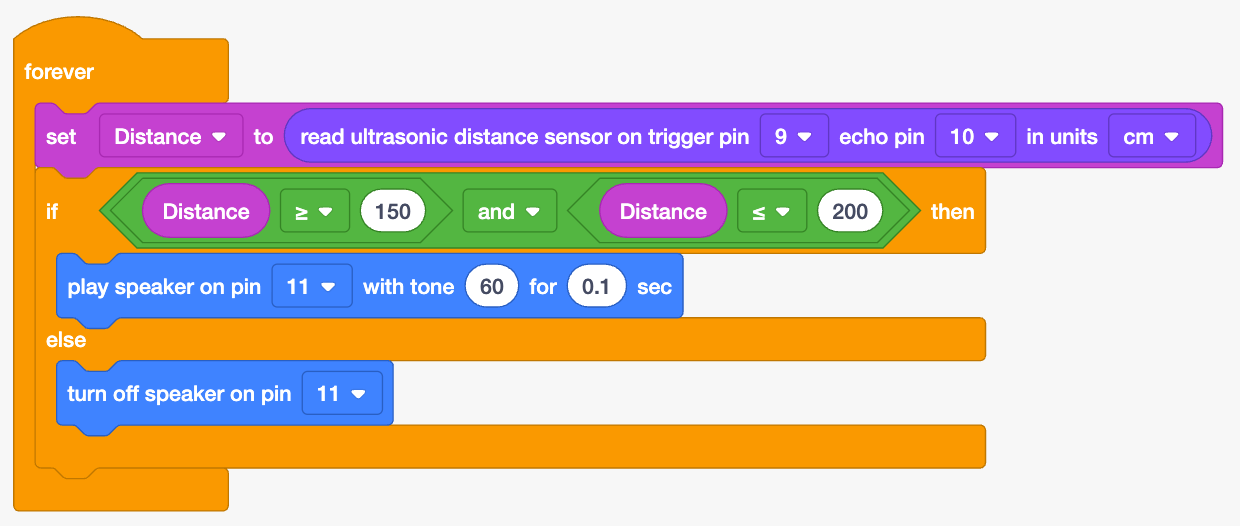 forever
set Distance to read ultrasonic distance sensor on trigger pin 9 echo pin 10 in units cm
if Distance ≥ 150 and Distance ≤ 200 then
play speaker on pin 11 with tone 60 for 0.1 sec
else
turn off speaker on pin 11